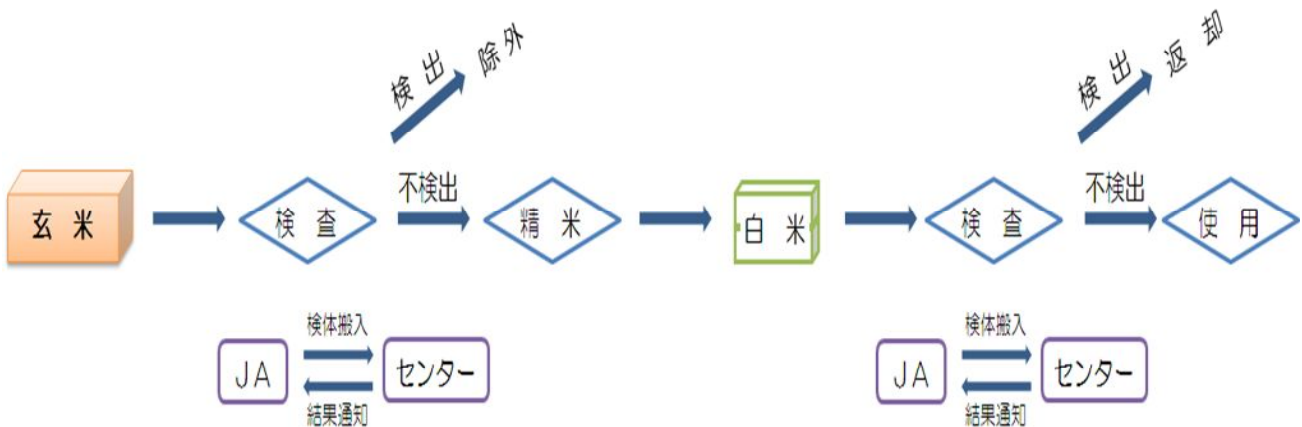 検出 除外
検出 返却
玄米
検査
不検出
精米
白米
検査
不検出
使用
JA
検体搬入
結果通知
センター
JA
検体搬入
結果通知
センター